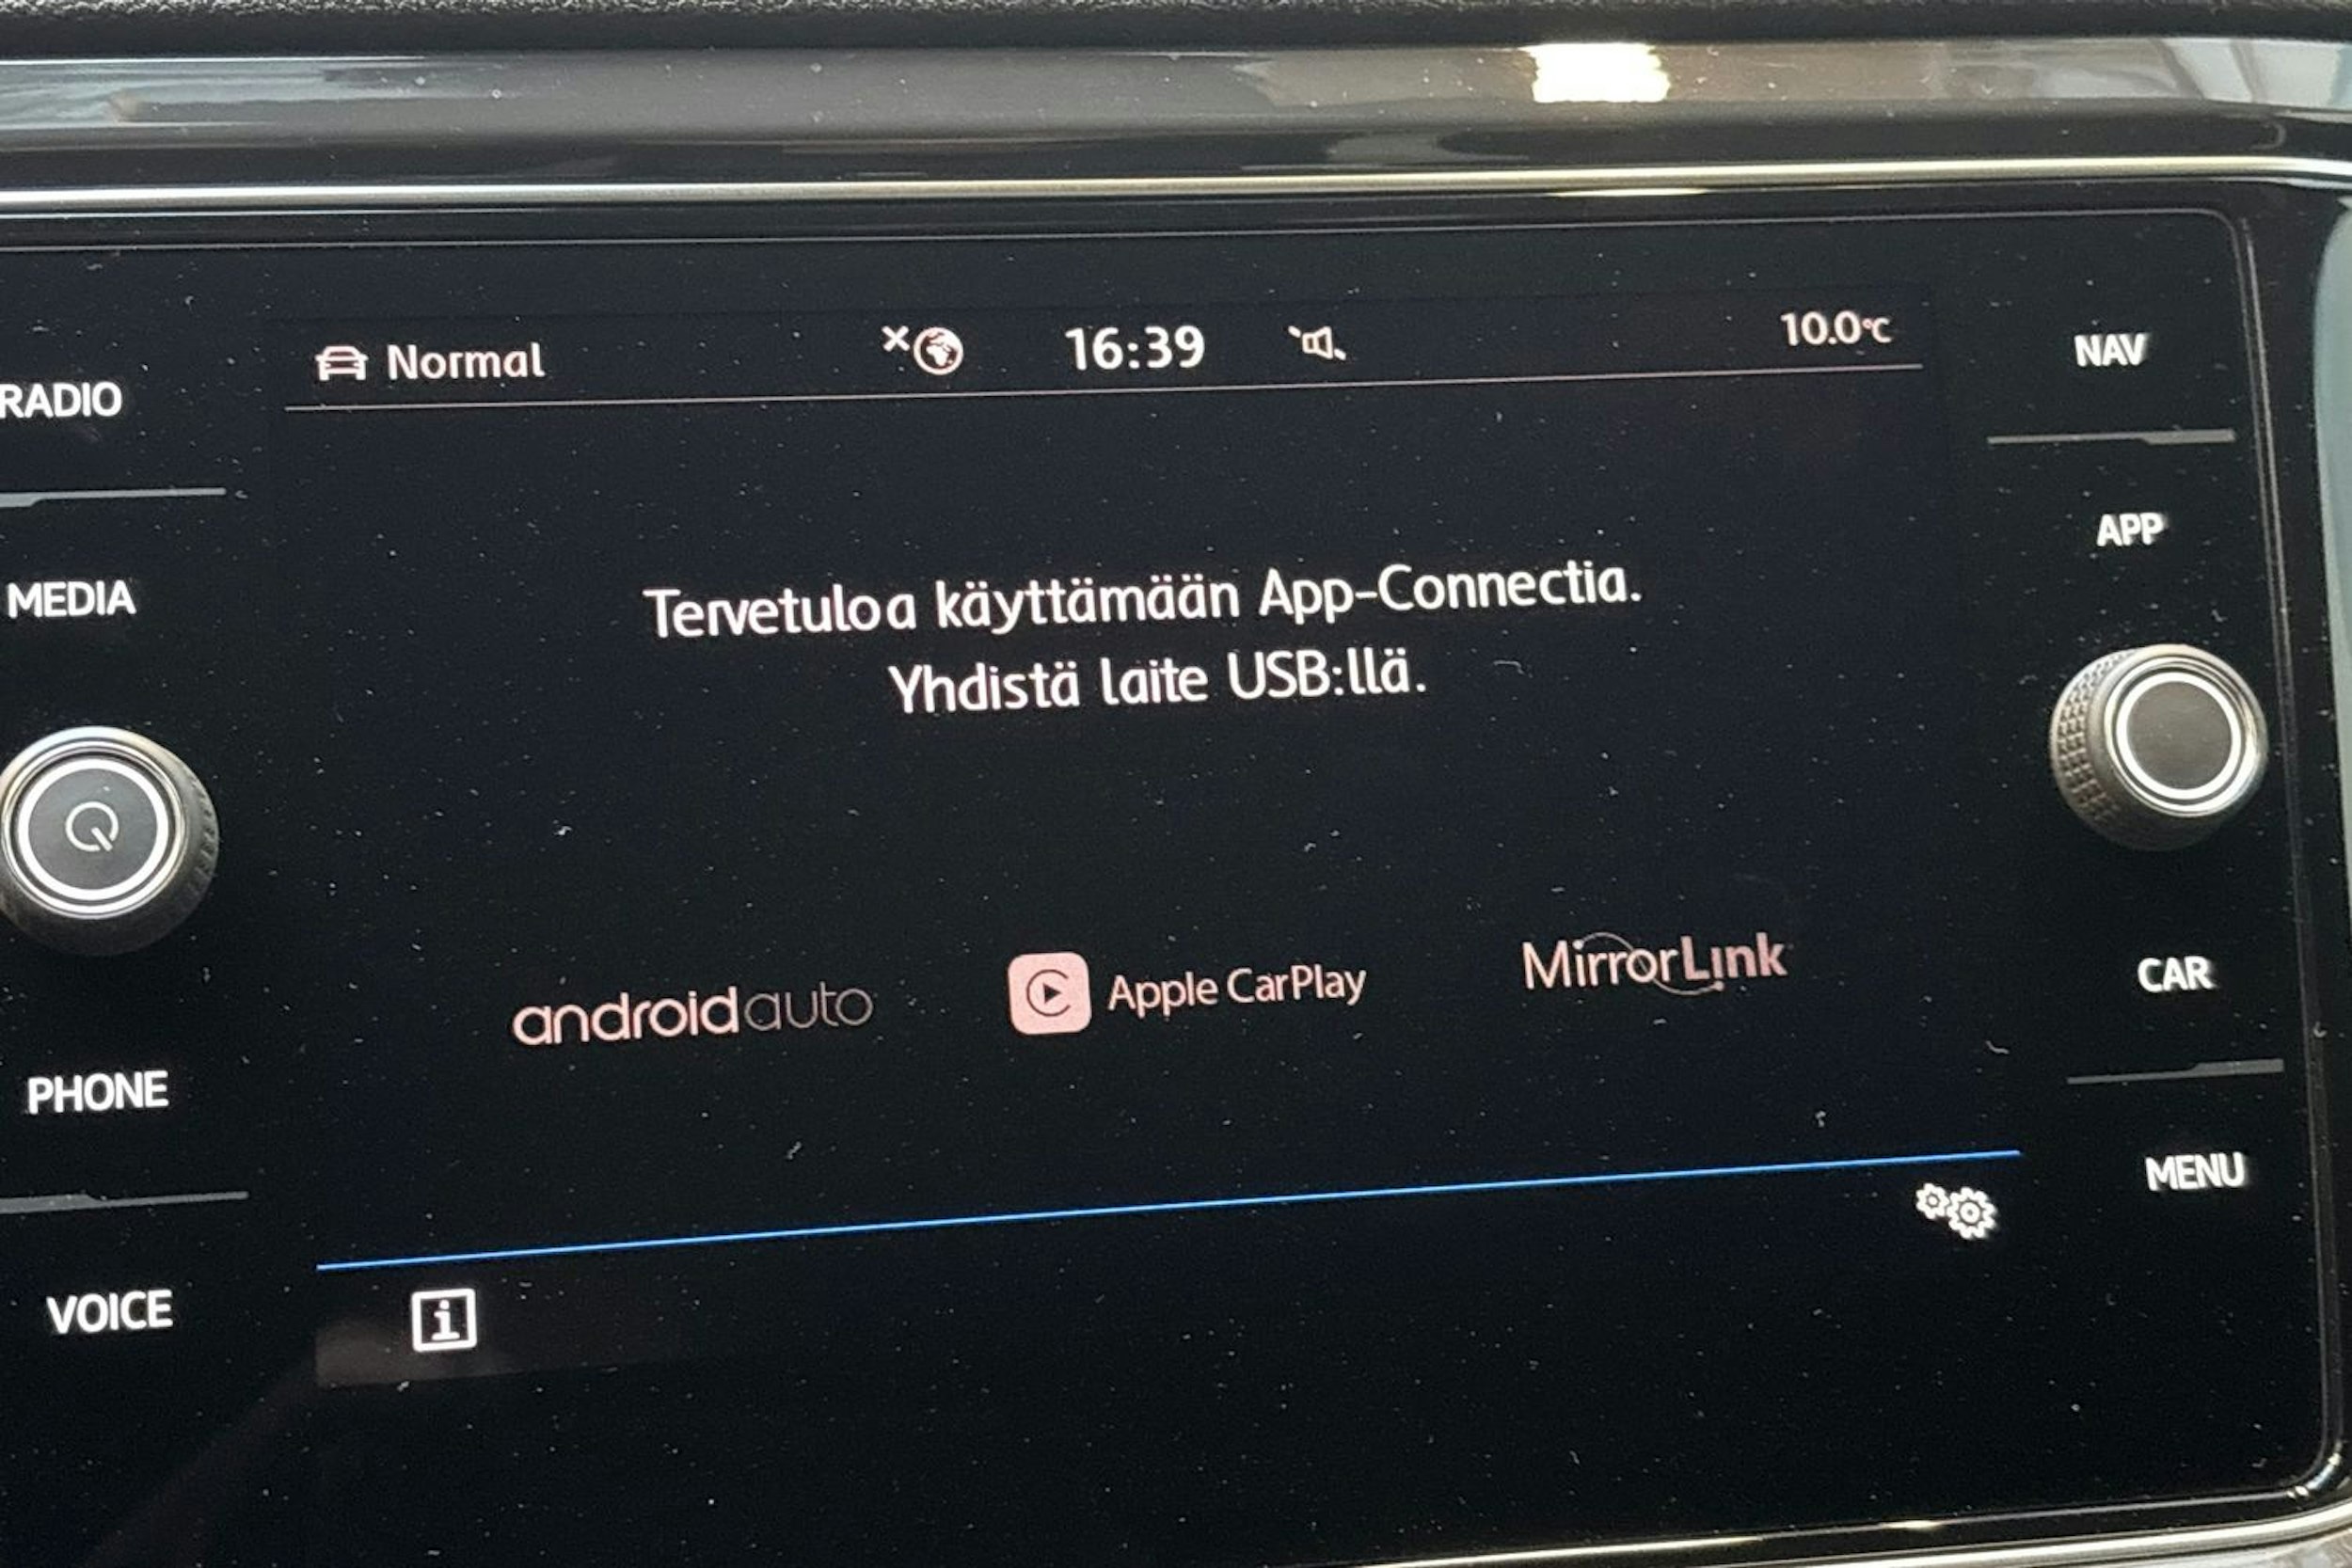 Normal
16:39
10.0°C
RADIO
MEDIA
PHONE
VOICE
Tervetuloa käyttämään App-Connectia.
Yhdistä laite USB:llä.
androidauto
Apple CarPlay
MirrorLink
NAV
APP
CAR
MENU